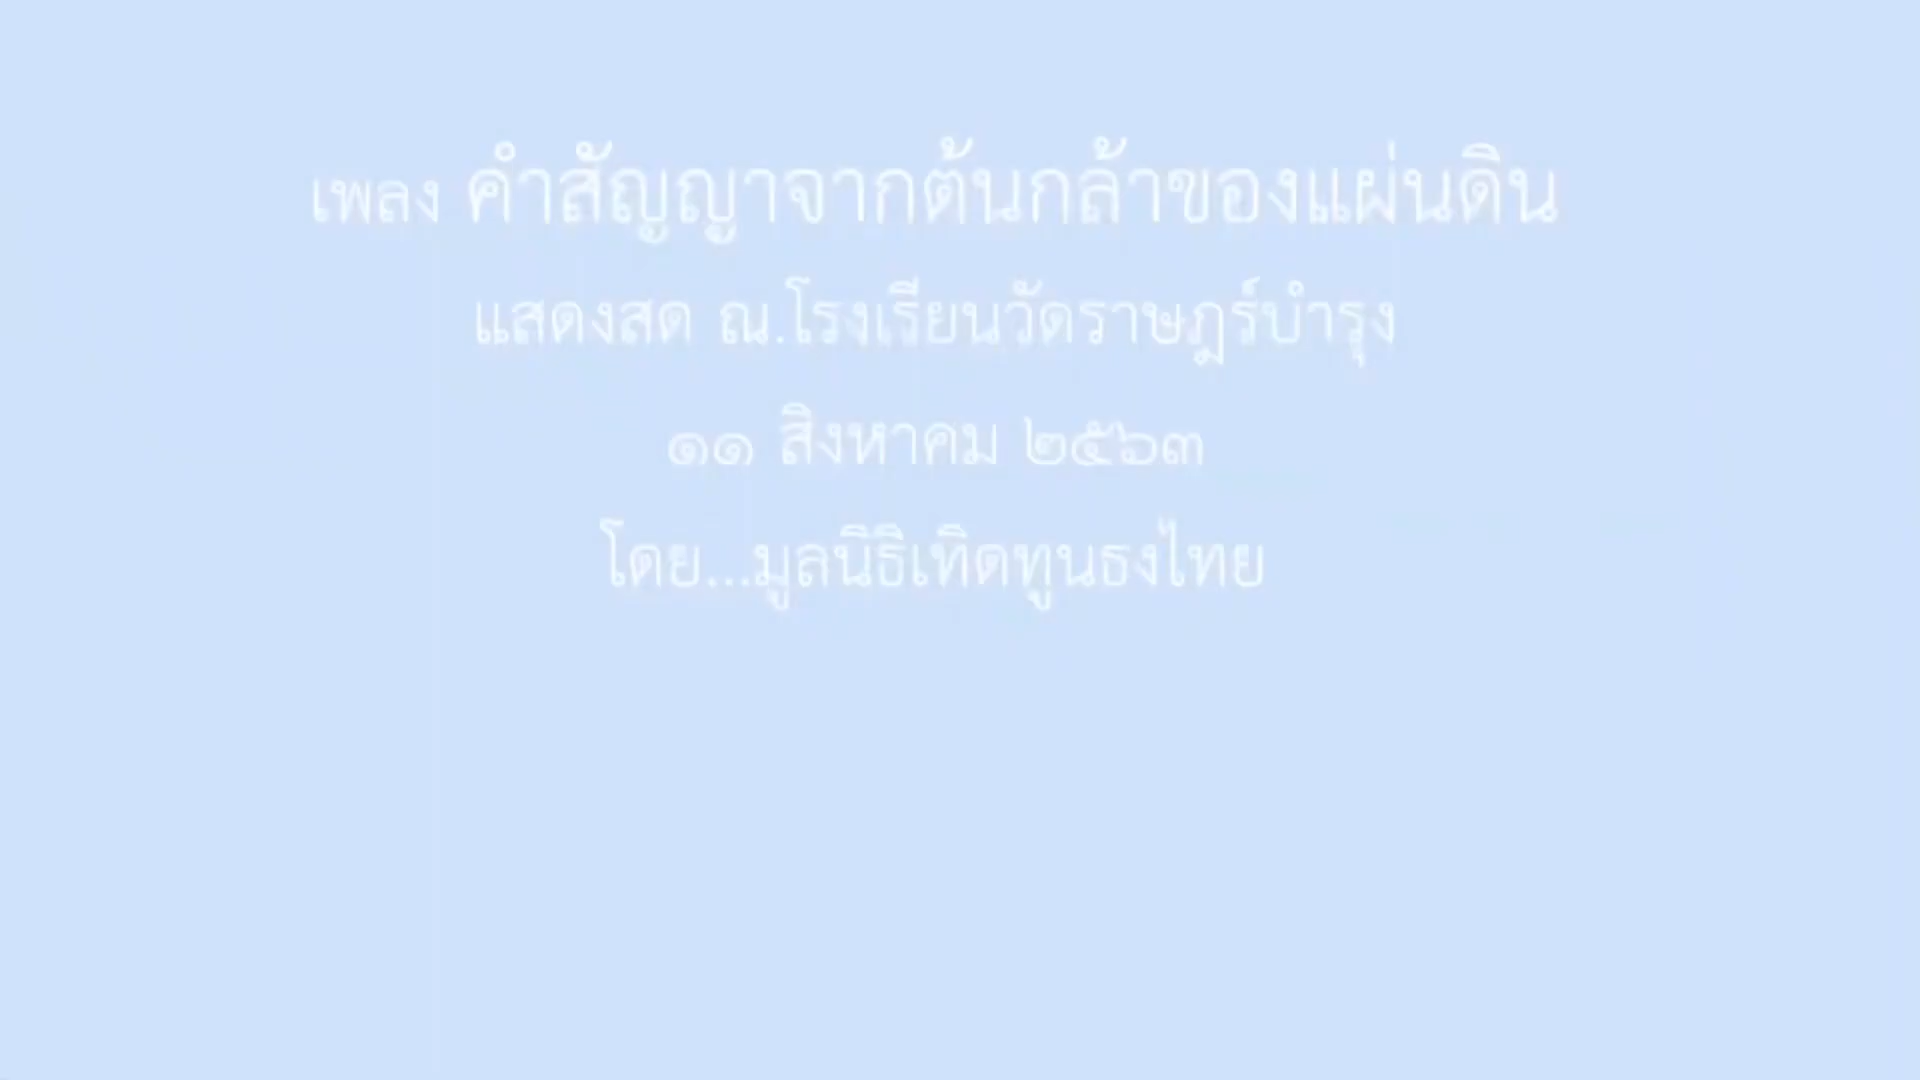 เพลง คำสัญญาจากต้นกล้าของแผ่นดิน
แสดงสด ณ.โรงเรียนวัดราษฎร์บำรุง
๑๑ สิงหาคม ๒๕๖๓
โดย...มูลนิธิเทิดทูนธงไทย